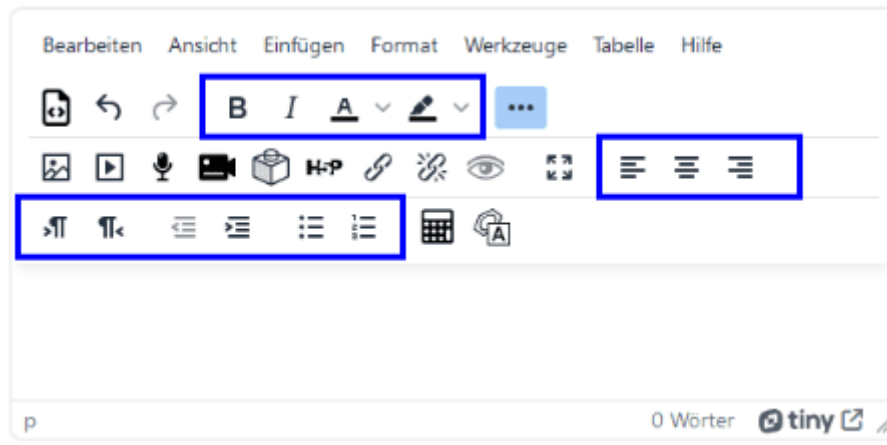 Bearbeiten Ansicht Einfügen Format Werkzeuge Tabelle Hilfe
B I A
H-P
A
p 0 Wörter tiny